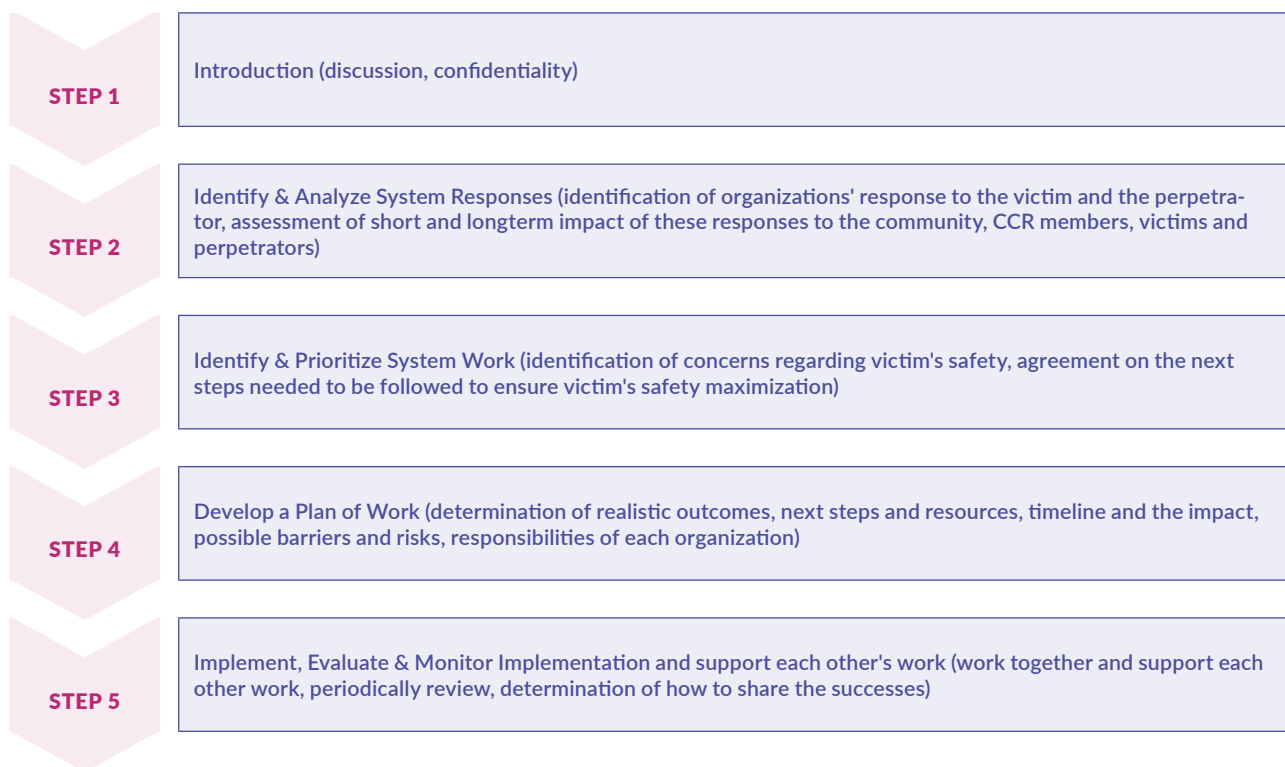 STEP 1
Introduction (discussion, confidentiality)
STEP 2
Identify & Analyze System Responses (identification of organizations' response to the victim and the perpetra-
tor, assessment of short and longterm impact of these responses to the community, CCR members, victims and
perpetrators)
STEP 3
Identify & Prioritize System Work (identification of concerns regarding victim's safety, agreement on the next
steps needed to be followed to ensure victim's safety maximization)
STEP 4
Develop a Plan of Work (determination of realistic outcomes, next steps and resources, timeline and the impact,
possible barriers and risks, responsibilities of each organization)
STEP 5
Implement, Evaluate & Monitor Implementation and support each other's work (work together and support each
other work, periodically review, determination of how to share the successes)